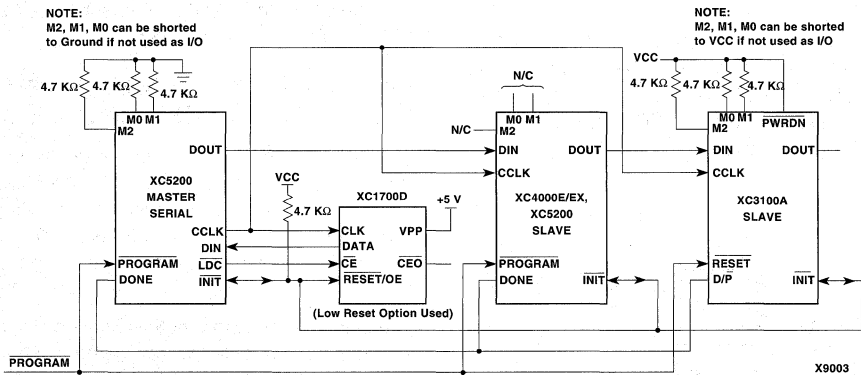 NOTE:
M2, M1, M0 can be shorted
to Ground if not used as I/O
NOTE:
M2, M1, M0 can be shorted
to VCC if not used as I/O
4.7 KΩ
4.7 KΩ
4.7 KΩ
M0 M1
M2
DOUT
XC5200
MASTER
SERIAL
CCLK
DIN
PROGRAM
LDC
DONE
INIT
VCC
4.7 KΩ
XC1700D
+5 V
CLK
VPP
DATA
CE
CEO
RESET/OE
(Low Reset Option Used)
N/C
N/C
M0 M1
M2
DIN
DOUT
CCLK
XC4000E/EX,
XC5200
SLAVE
PROGRAM
DONE
INIT
VCC
4.7 KΩ
4.7 KΩ
4.7 KΩ
M0 M1
PWRDN
M2
DIN
DOUT
CCLK
XC3100A
SLAVE
RESET
D/P
INIT
PROGRAM
X9003